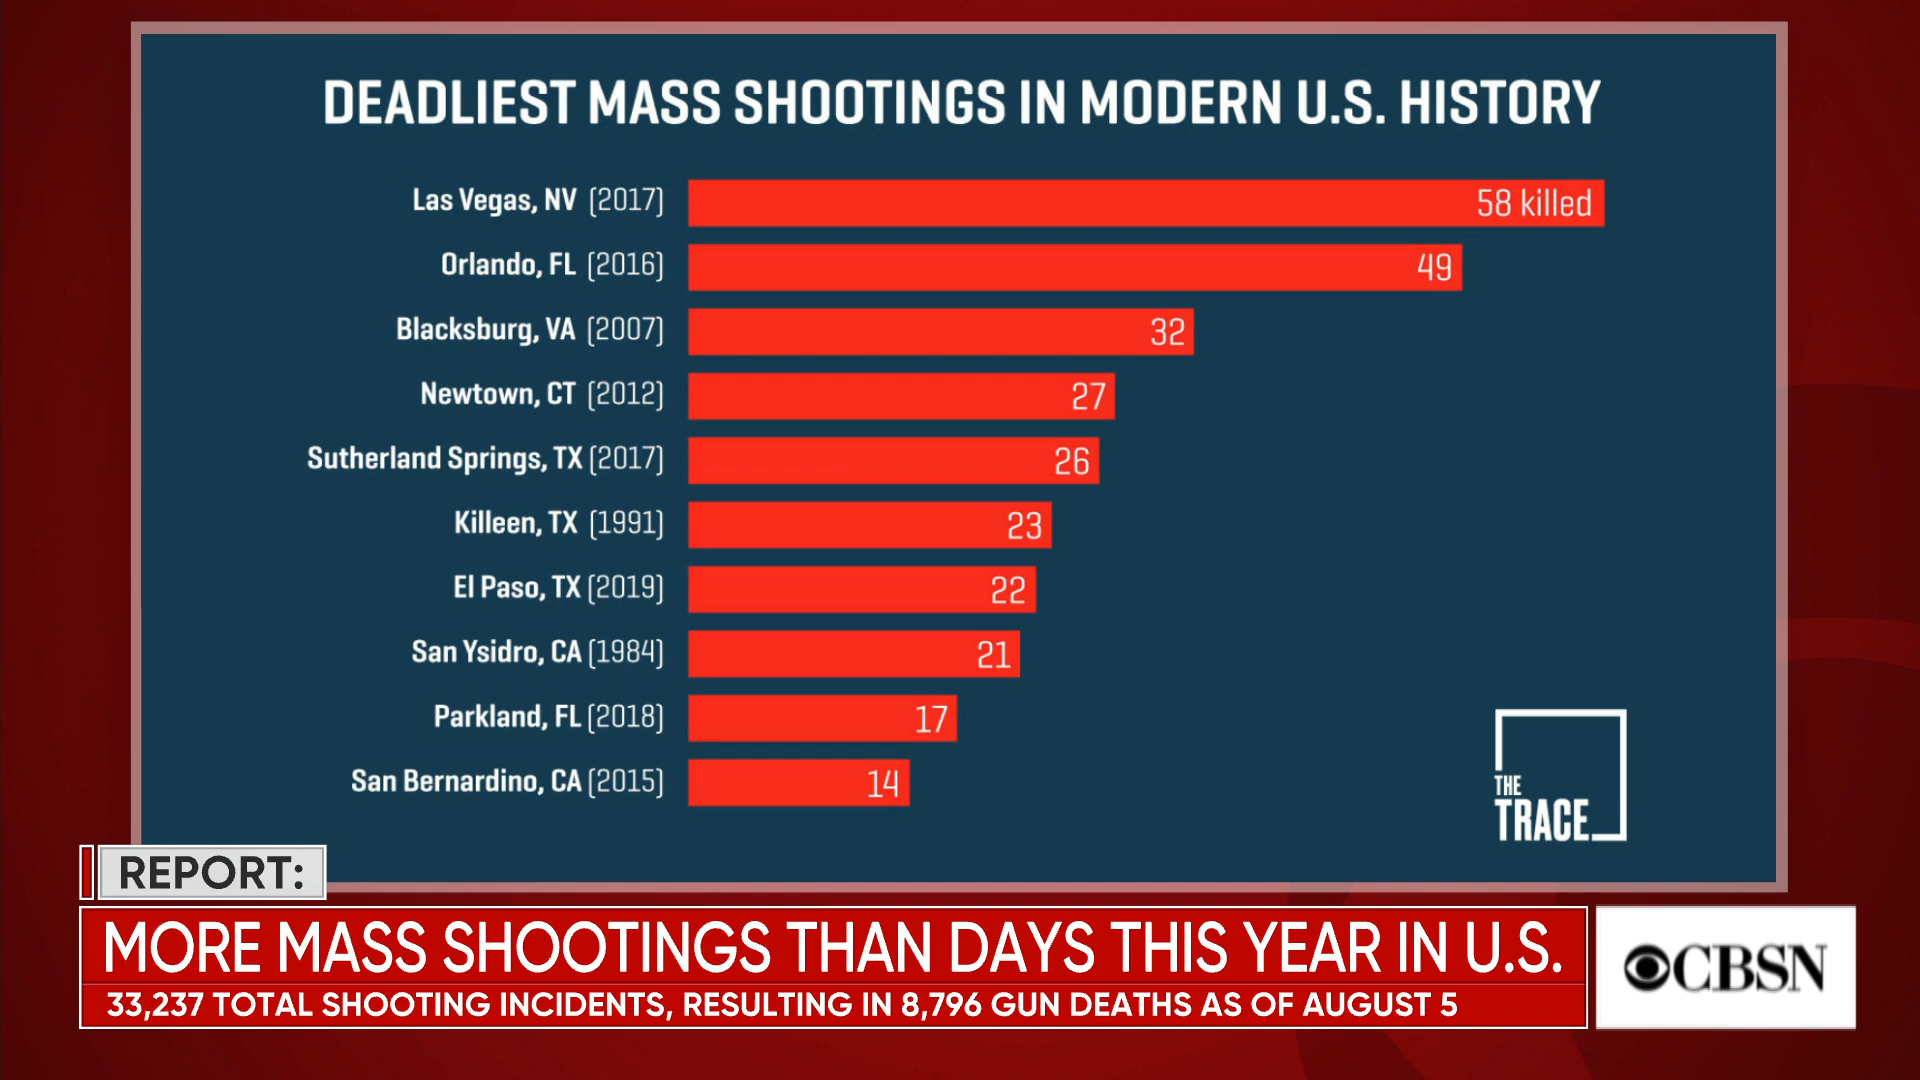 DEADLIEST MASS SHOOTINGS IN MODERN U.S. HISTORY
Las Vegas, NV (2017) 58 killed
Orlando, FL (2016) 49
Blacksburg, VA (2007) 32
Newtown, CT (2012) 27
Sutherland Springs, TX (2017) 26
Killeen, TX (1991) 23
El Paso, TX (2019) 22
San Ysidro, CA (1984) 21
Parkland, FL (2018) 17
San Bernardino, CA (2015) 14
THE
TRACE
REPORT:
MORE MASS SHOOTINGS THAN DAYS THIS YEAR IN U.S.
33,237 TOTAL SHOOTING INCIDENTS, RESULTING IN 8,796 GUN DEATHS AS OF AUGUST 5
CBSN